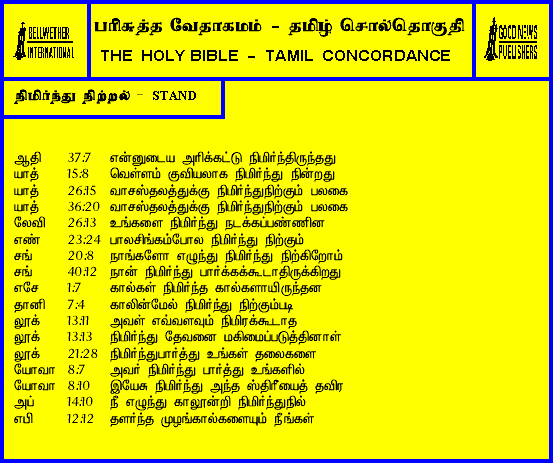 BELLWETHER
INTERNATIONAL
பரிசுத்த வேதாகமம் - தமிழ் சொல்தொகுதி
THE HOLY BIBLE - TAMIL CONCORDANCE
GOOD NEWS
PUBLISHERS
நிமிர்ந்து நிற்றல் - STAND
ஆதி 37:7 என்னுடைய அரிக்கட்டு நிமிர்ந்திருந்தது
யாத் 15:8 வெள்ளம் குவியலாக நிமிர்ந்து நின்றது
யாத் 26:15 வாசஸ்தலத்துக்கு நிமிர்ந்துநிற்கும் பலகை
யாத் 36:20 வாசஸ்தலத்துக்கு நிமிர்ந்துநிற்கும் பலகை
லேவி 26:13 உங்களை நிமிர்ந்து நடக்கப்பண்ணின
எண் 23:24 பாலசிங்கம்போல நிமிர்ந்து நிற்கும்
சங் 20:8 நாங்களோ எழுந்து நிமிர்ந்து நிற்கிறோம்
சங் 40:12 நான் நிமிர்ந்து பார்க்கக்கூடாதிருக்கிறது
எசே 1:7 கால்கள் நிமிர்ந்த கால்களாயிருந்தன
தானி 7:4 காலின்மேல் நிமிர்ந்து நிற்கும்படி
லூக் 13:11 அவள் எவ்வளவும் நிமிரக்கூடாத
லூக் 13:13 நிமிர்ந்து தேவனை மகிமைப்படுத்தினாள்
லூக் 21:28 நிமிர்ந்துபார்த்து உங்கள் தலைகளை
யோவா 8:7 அவர் நிமிர்ந்து பார்த்து உங்களில்
யோவா 8:10 இயேசு நிமிர்ந்து அந்த ஸ்திரீயைத் தவிர
அப் 14:10 நீ எழுந்து காலூன்றி நிமிர்ந்துநில்
எபி 12:12 தளர்ந்த முழங்கால்களையும் நீங்கள்